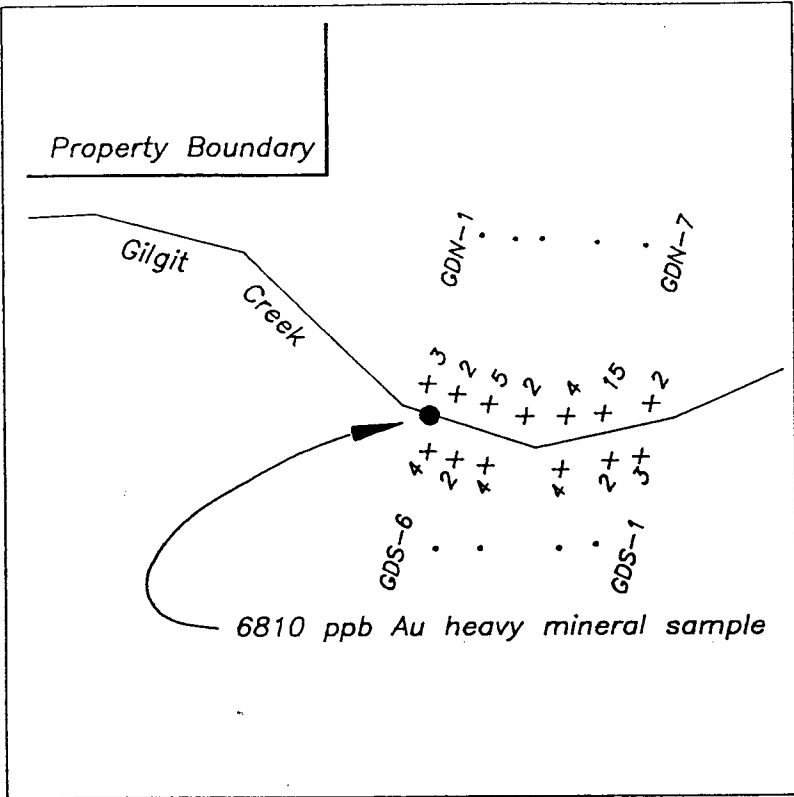 Property Boundary
Gilgit
Creek
GDN-1
GDN-7
3 2 5 2 4 15 2
4 2 4 4 2 3
GDS-6
GDS-1
6810 ppb Au heavy mineral sample